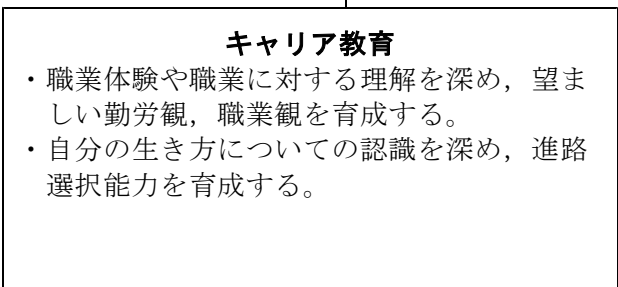 キャリア教育
・職業体験や職業に対する理解を深め，望ま
しい勤労観，職業観を育成する。
・自分の生き方についての認識を深め，進路
選択能力を育成する。